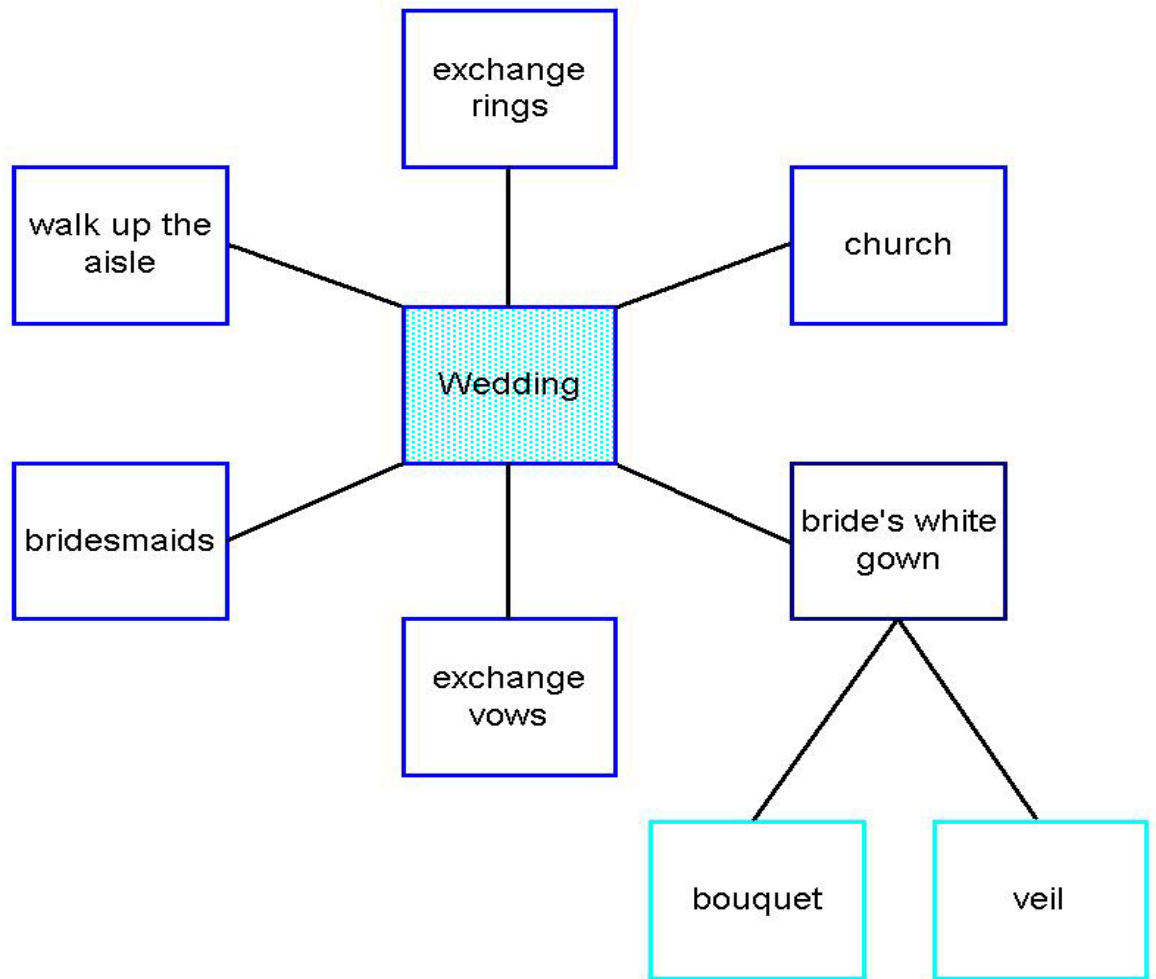 exchange
rings
walk up the
aisle
church
Wedding
bridesmaids
bride's white
gown
exchange
vows
bouquet
veil